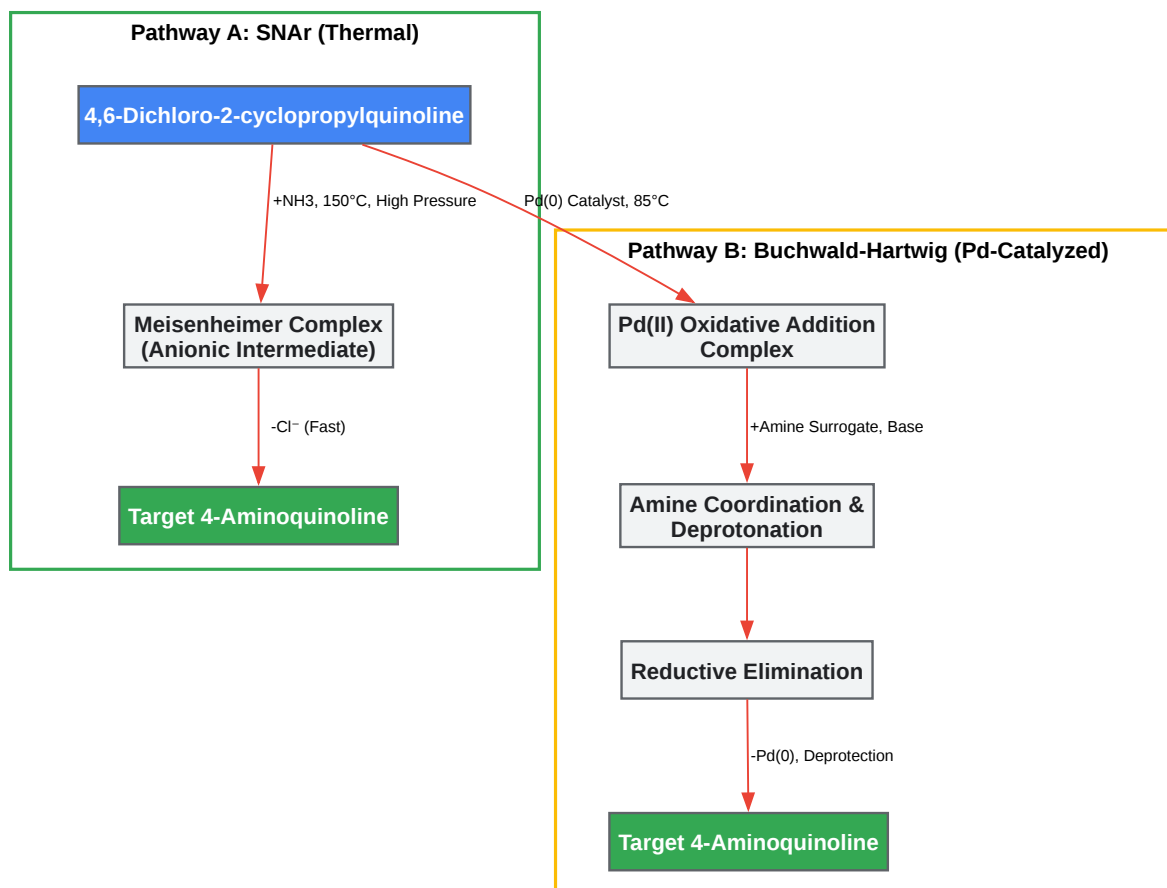 Pathway A: SNAr (Thermal)
4,6-Dichloro-2-cyclopropylquinoline
+NH3, 150°C, High Pressure
Pd(0) Catalyst, 85°C
Pathway B: Buchwald-Hartwig (Pd-Catalyzed)
Meisenheimer Complex
(Anionic Intermediate)
Pd(II) Oxidative Addition
Complex
-Cl⁻ (Fast)
+Amine Surrogate, Base
Target 4-Aminoquinoline
Amine Coordination &
Deprotonation
Reductive Elimination
-Pd(0), Deprotection
Target 4-Aminoquinoline